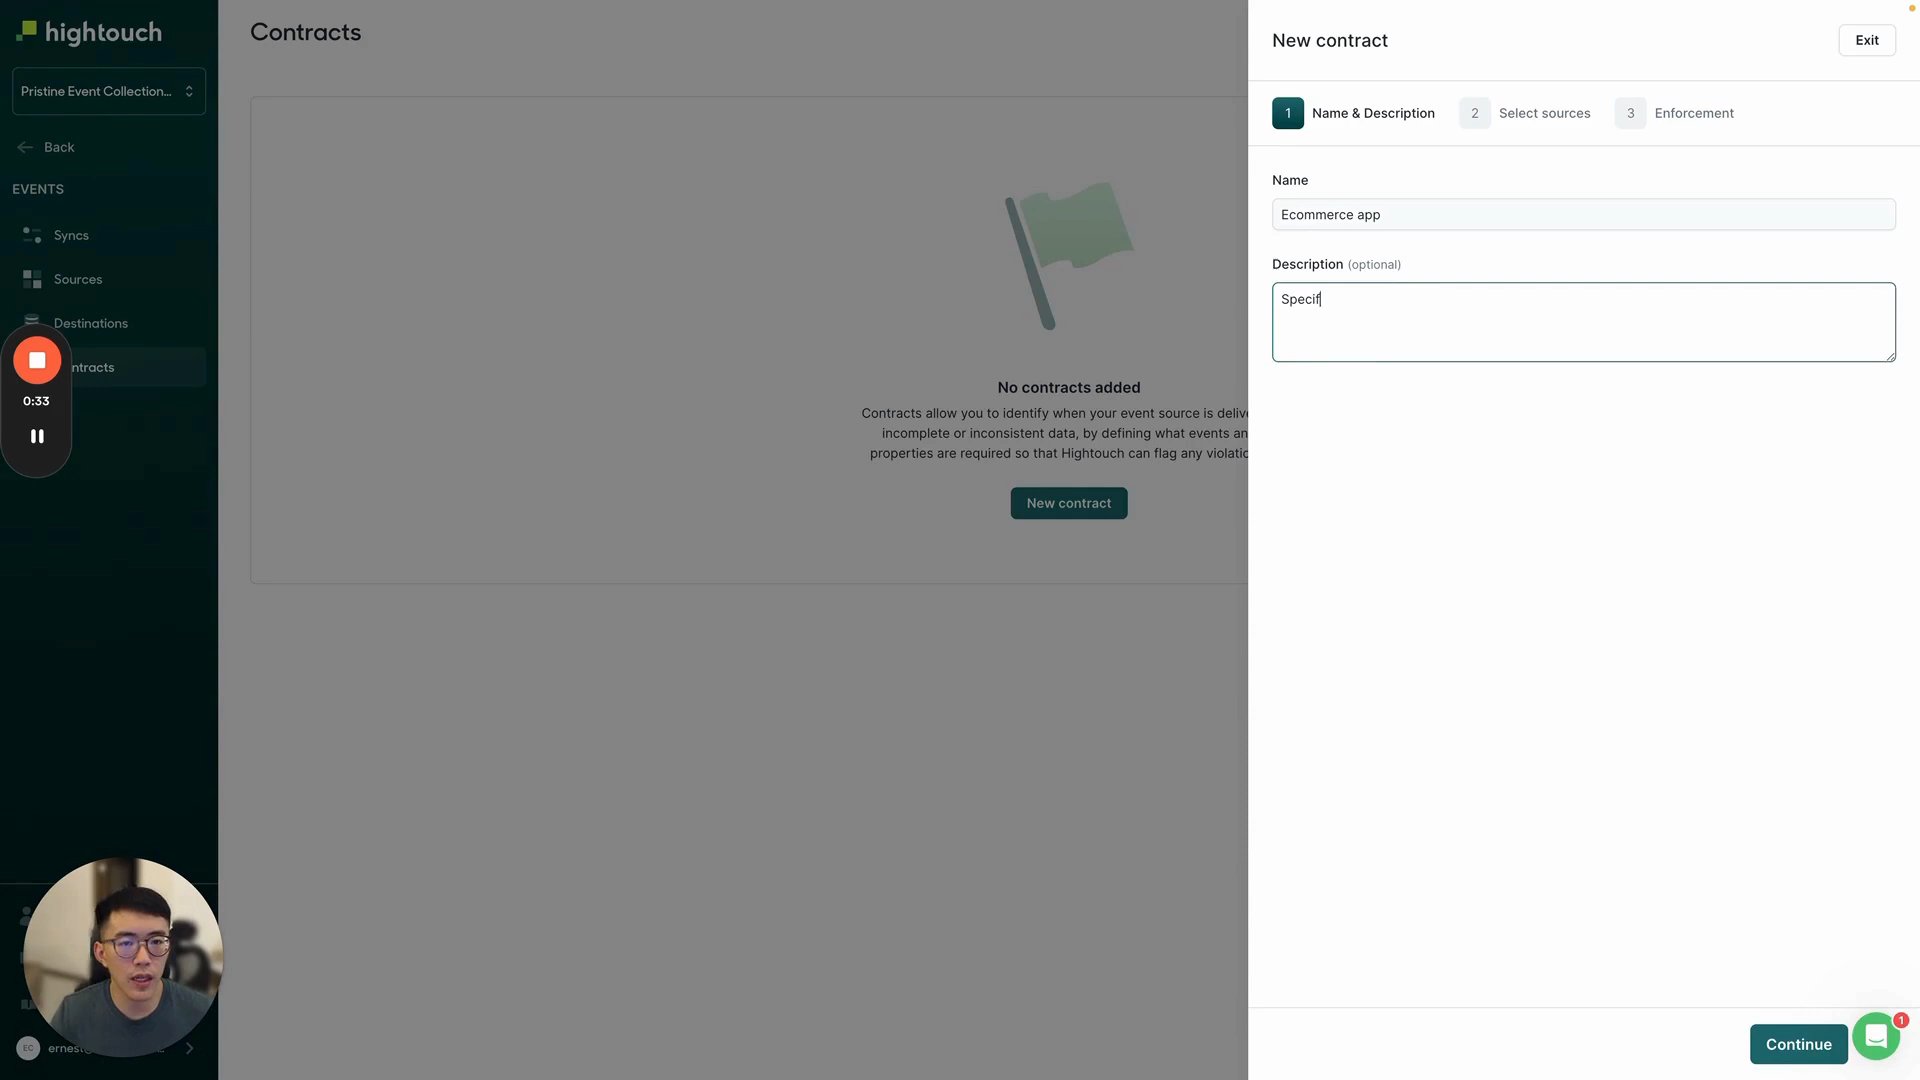 hightouch
Pristine Event Collection...
Back
EVENTS
Syncs
Sources
Destinations
ntracts
0:33
EC
ernest
Contracts
No contracts added
Contracts allow you to identify when your event source is delive
incomplete or inconsistent data, by defining what events an
properties are required so that Hightouch can flag any violatio
New contract
New contract
Exit
1 Name & Description
2 Select sources
3 Enforcement
Name
Ecommerce app
Description (optional)
Specif
Continue
1